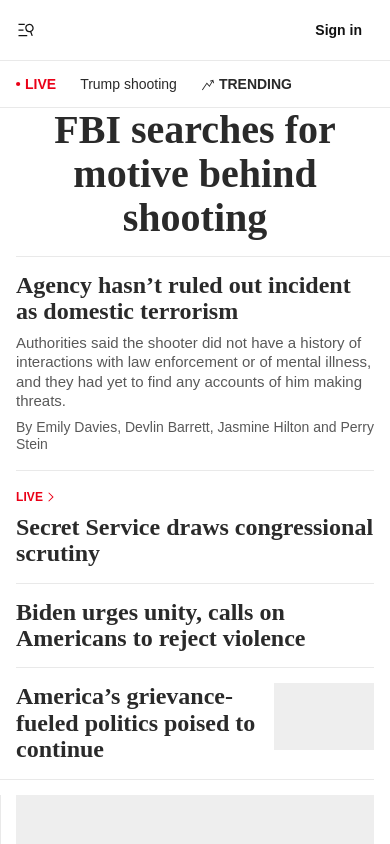 Sign in
LIVE
Trump shooting
TRENDING
FBI searches for
motive behind
shooting
Agency hasn’t ruled out incident
as domestic terrorism
Authorities said the shooter did not have a history of
interactions with law enforcement or of mental illness,
and they had yet to find any accounts of him making
threats.
By Emily Davies, Devlin Barrett, Jasmine Hilton and Perry
Stein
LIVE
Secret Service draws congressional
scrutiny
Biden urges unity, calls on
Americans to reject violence
America’s grievance-
fueled politics poised to
continue